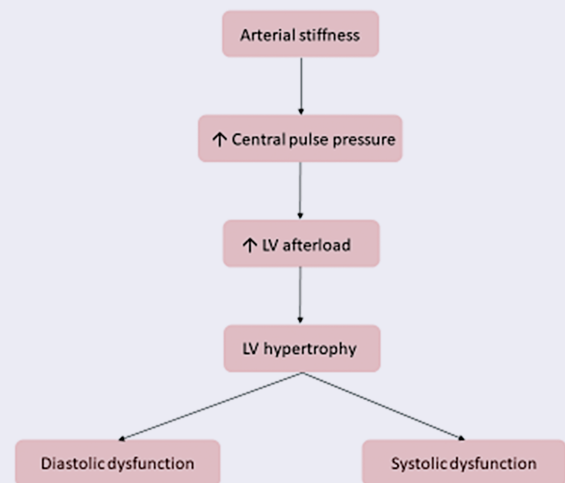 Arterial stiffness
↑ Central pulse pressure
↑ LV afterload
LV hypertrophy
Diastolic dysfunction
Systolic dysfunction